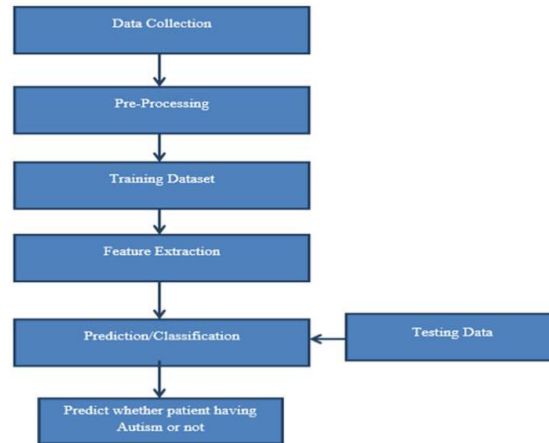 Data Collection
Pre-Processing
Training Dataset
Feature Extraction
Prediction/Classification
Testing Data
Predict whether patient having
Autism or not